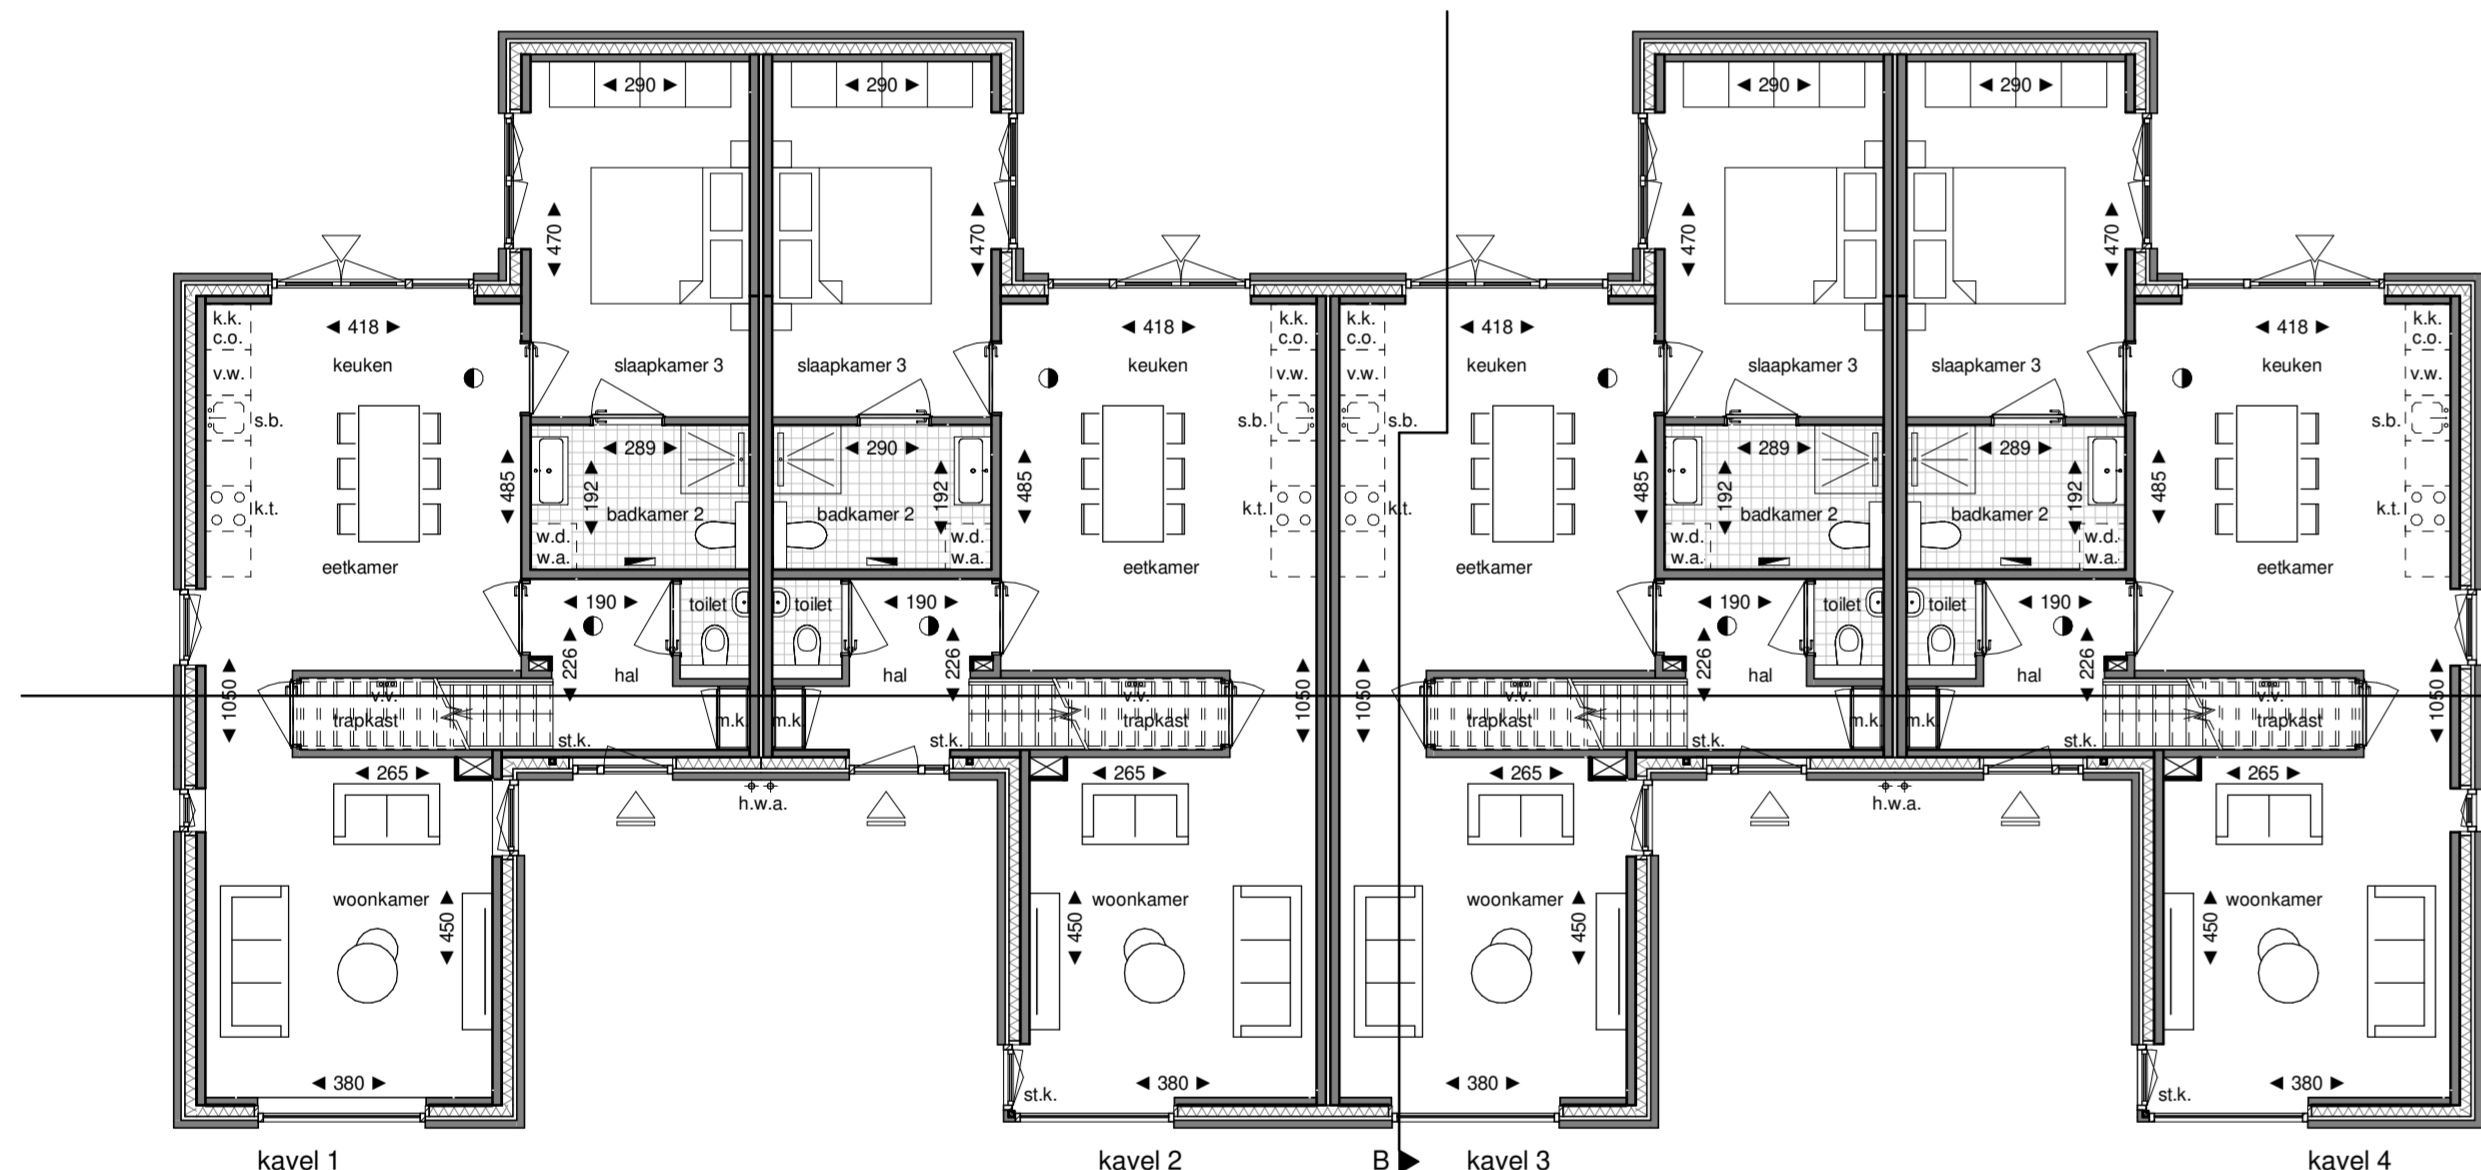 ◄ 290 ► ◄ 290 ► ◄ 290 ► ◄ 290 ►
◄ 470 ► ◄ 470 ► ◄ 470 ► ◄ 470 ►
k.k. k.k. k.k. k.k.
c.o. c.o. c.o. c.o.
◄ 418 ► ◄ 418 ► ◄ 418 ► ◄ 418 ►
keuken slaapkamer 3 slaapkamer 3 keuken keuken slaapkamer 3 slaapkamer 3 keuken
v.w. v.w. v.w. v.w.
s.b. s.b. s.b. s.b.
◄ 289 ► ◄ 290 ► ◄ 289 ► ◄ 289 ►
◄ 485 ► ◄ 192 ► ◄ 192 ► ◄ 485 ► ◄ 485 ► ◄ 192 ► ◄ 192 ► ◄ 485 ►
k.t. badkamer 2 badkamer 2 k.t. k.t. badkamer 2 badkamer 2 k.t.
w.d. w.d. w.d. w.d.
w.a. w.a. w.a. w.a.
eetkamer eetkamer eetkamer eetkamer
◄ 190 ► toilet toilet ◄ 190 ► ◄ 190 ► toilet toilet ◄ 190 ►
◄ 226 ► ◄ 226 ► ◄ 226 ► ◄ 226 ►
hal hal hal hal
◄ 1050 ► ◄ 1050 ► ◄ 1050 ► ◄ 1050 ►
v.v. v.v. v.v. v.v.
trapkast m.k. m.k. trapkast trapkast m.k. m.k. trapkast
st.k. st.k. st.k. st.k.
◄ 265 ► ◄ 265 ► ◄ 265 ► ◄ 265 ►
h.w.a. h.w.a.
woonkamer woonkamer woonkamer woonkamer
◄ 450 ► ◄ 450 ► ◄ 450 ► ◄ 450 ►
◄ 380 ► ◄ 380 ► ◄ 380 ► ◄ 380 ►
st.k. st.k.
kavel 1 kavel 2 B ► kavel 3 kavel 4